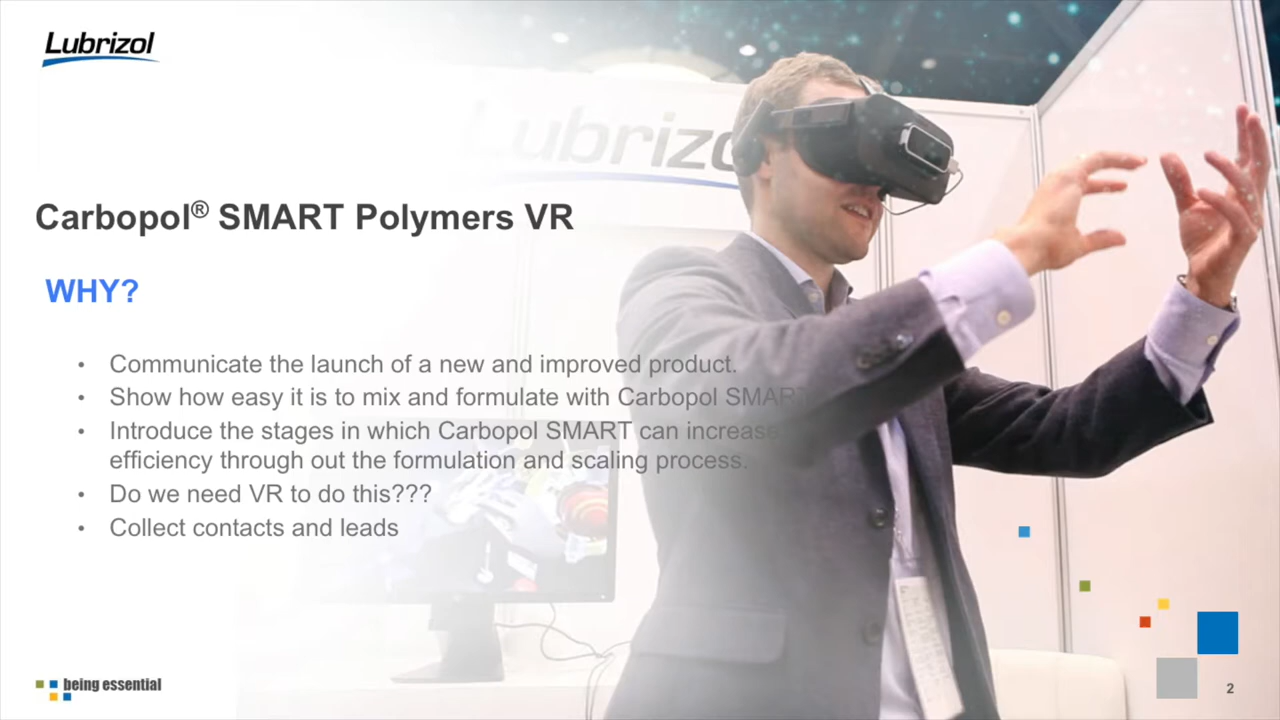 Lubrizol
Lubrizol
Carbopol® SMART Polymers VR
WHY?
• Communicate the launch of a new and improved product.
• Show how easy it is to mix and formulate with Carbopol SMART
• Introduce the stages in which Carbopol SMART can increase
efficiency through out the formulation and scaling process.
• Do we need VR to do this???
• Collect contacts and leads
being essential
2